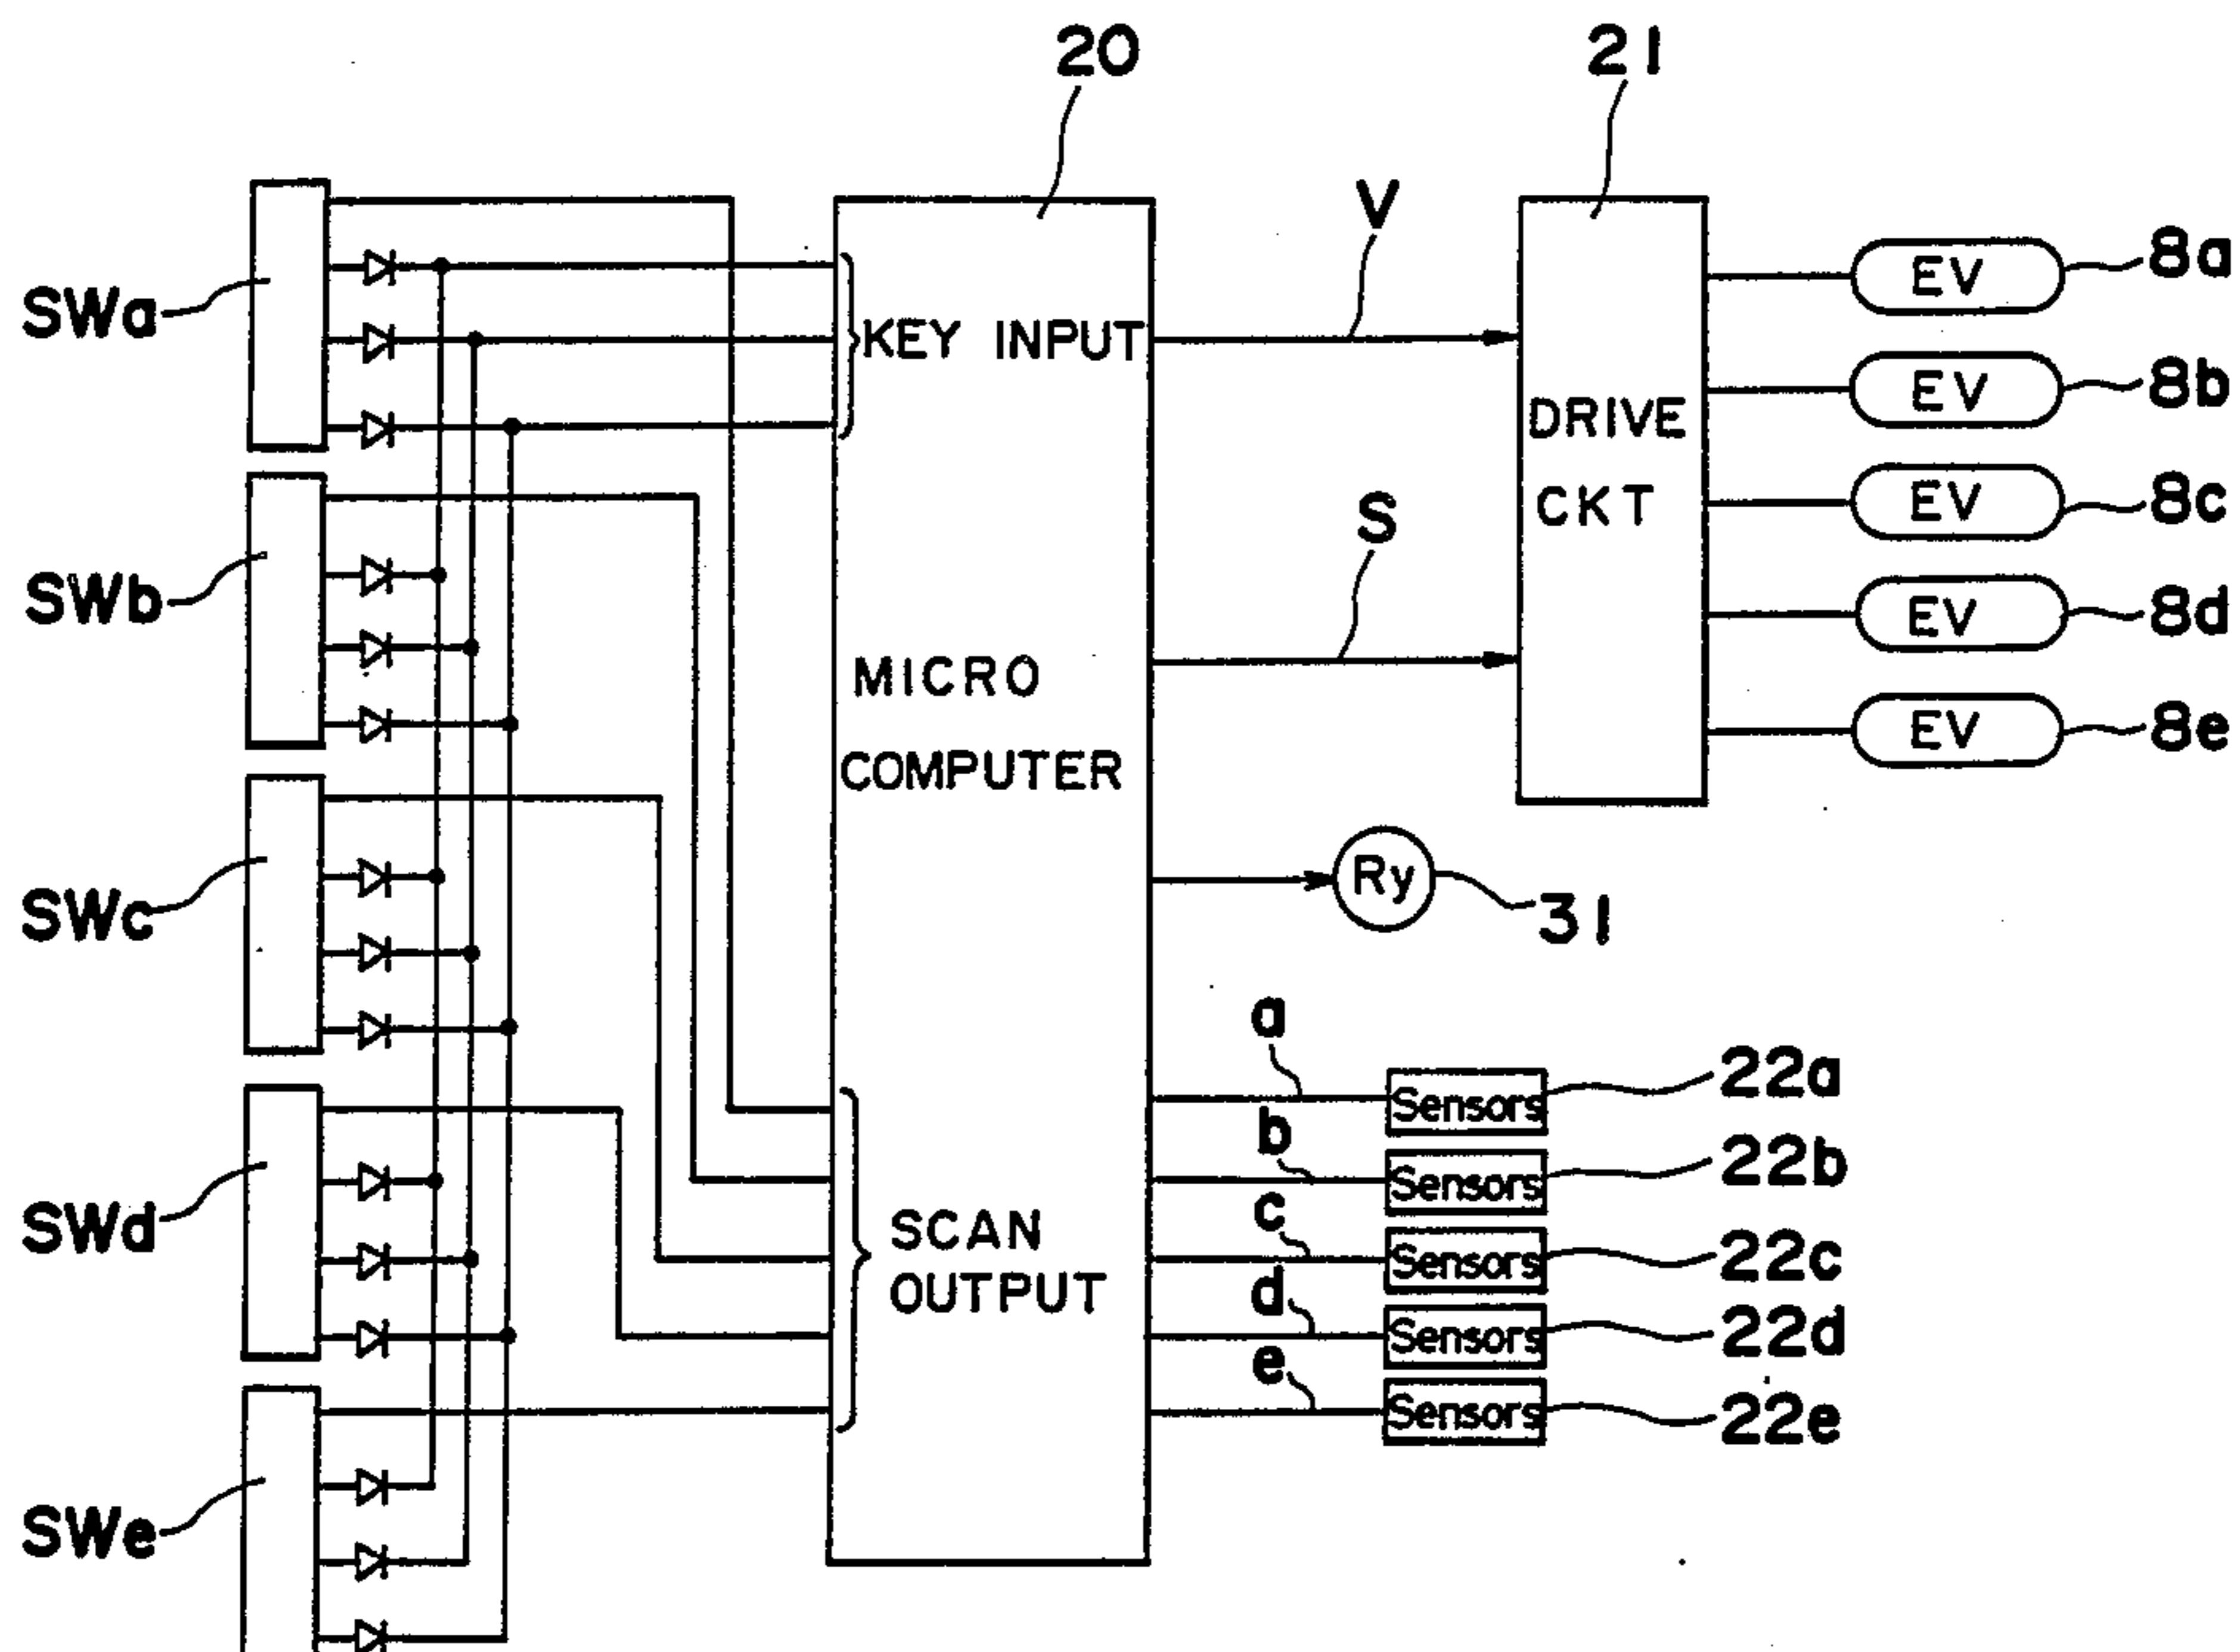 20
21
V
8a
EV
SWa
KEY INPUT
8b
EV
DRIVE
CKT
8c
EV
S
SWb
8d
EV
MICRO
COMPUTER
8e
EV
Ry
SWc
31
a
22a
Sensors
b
22b
Sensors
c
22c
Sensors
SWd
SCAN
OUTPUT
d
22d
Sensors
e
22e
Sensors
SWe